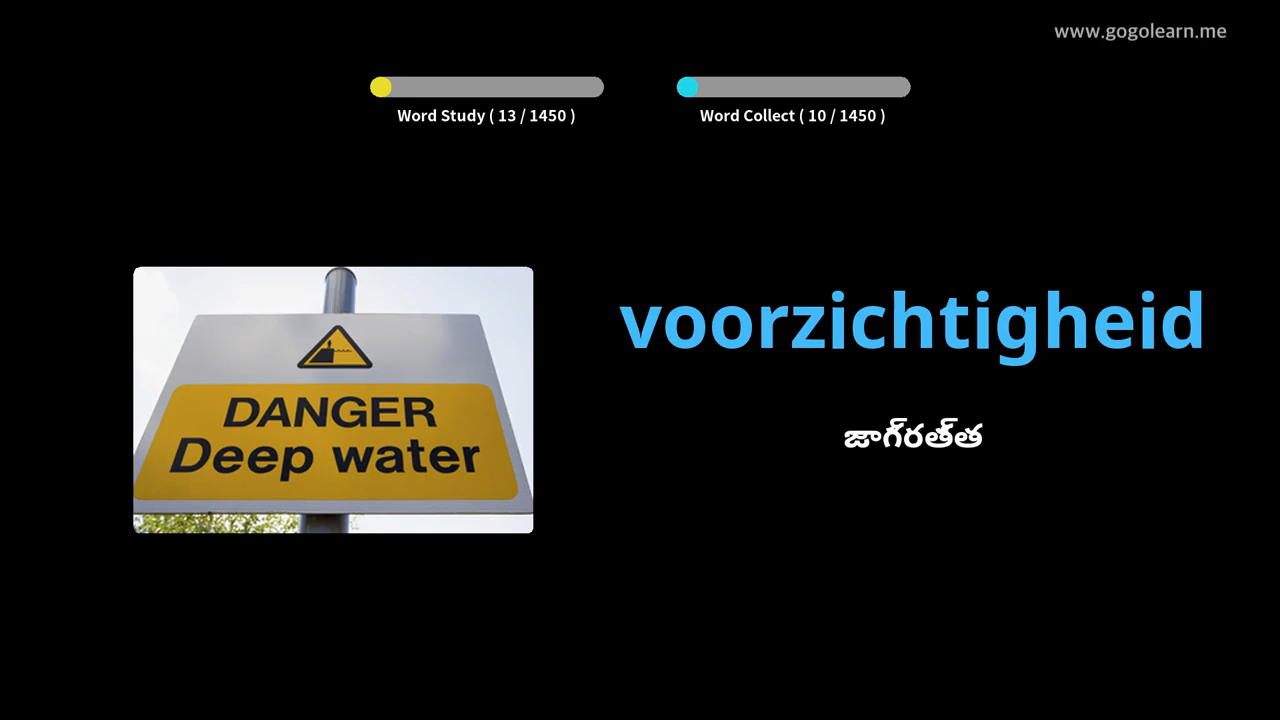 www.gogolearn.me
Word Study ( 13 / 1450 )
Word Collect ( 10 / 1450 )
DANGER
Deep water
voorzichtigheid
జాగ్రత్త